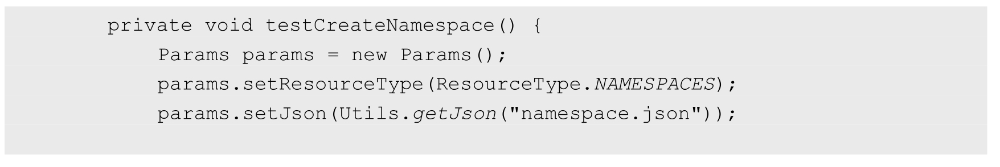 private void testCreateNamespace() {
Params params = new Params();
params.setResourceType(ResourceType.NAMESPACES);
params.setJson(Utils.getJson("namespace.json"));